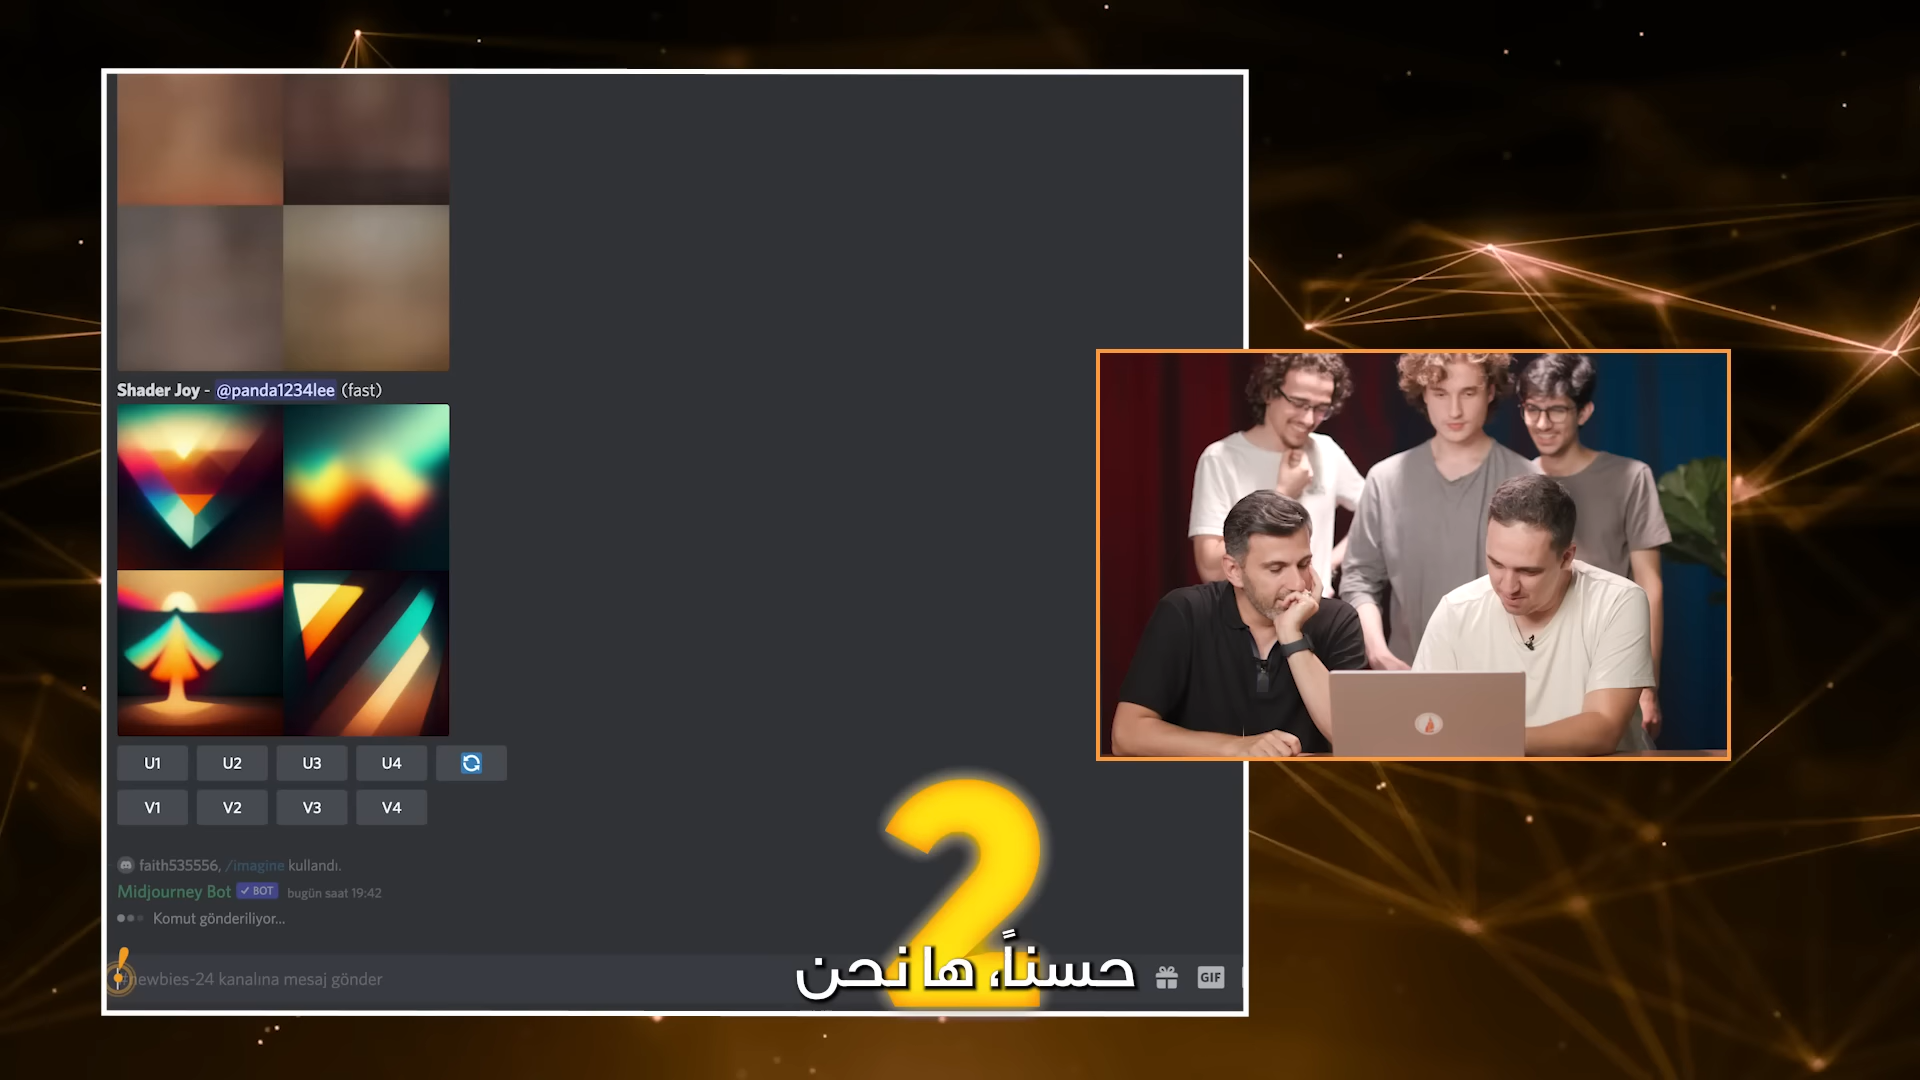 Shader Joy - @panda1234lee (fast)
U1 U2 U3 U4
V1 V2 V3 V4
faith535556, /imagine kullandı.
Midjourney Bot ✓ BOT bugün saat 19:42
Komut gönderiliyor...
#newbies-24 kanalına mesaj gönder
GIF
2
حسناً، ها نحن